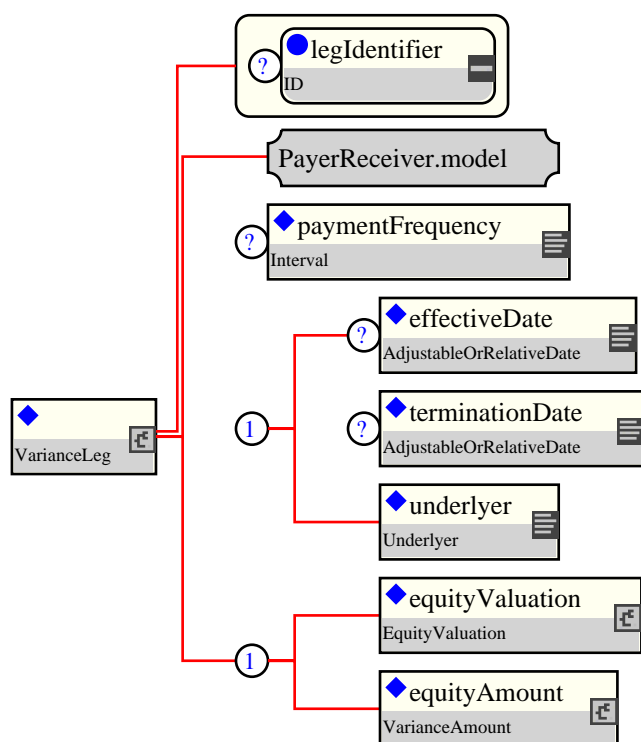 legIdentifier
?
ID
PayerReceiver.model
paymentFrequency
?
Interval
effectiveDate
?
AdjustableOrRelativeDate
terminationDate
VarianceLeg
1
?
AdjustableOrRelativeDate
underlyer
Underlyer
equityValuation
EquityValuation
1
equityAmount
VarianceAmount